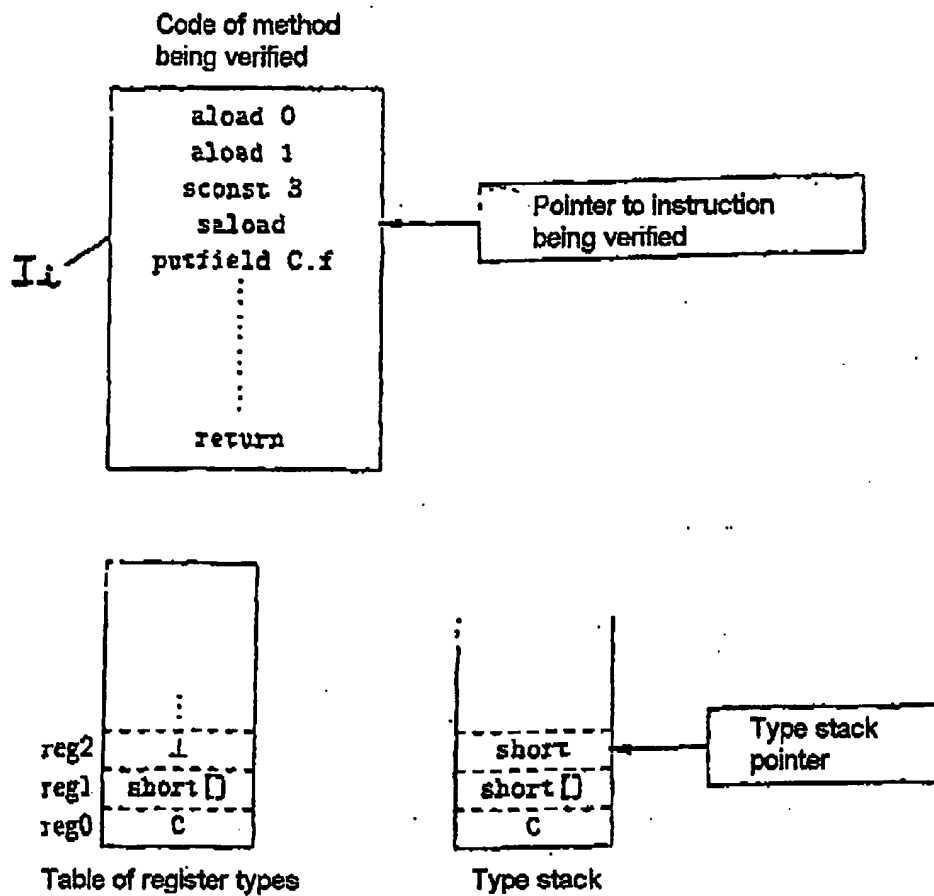 Code of method
being verified
aload 0
aload 1
sconst 3
saload
putfield C.f
return
Ii
Pointer to instruction
being verified
reg2
⊥
reg1
short[]
reg0
C
Table of register types
short
short[]
C
Type stack
Type stack
pointer